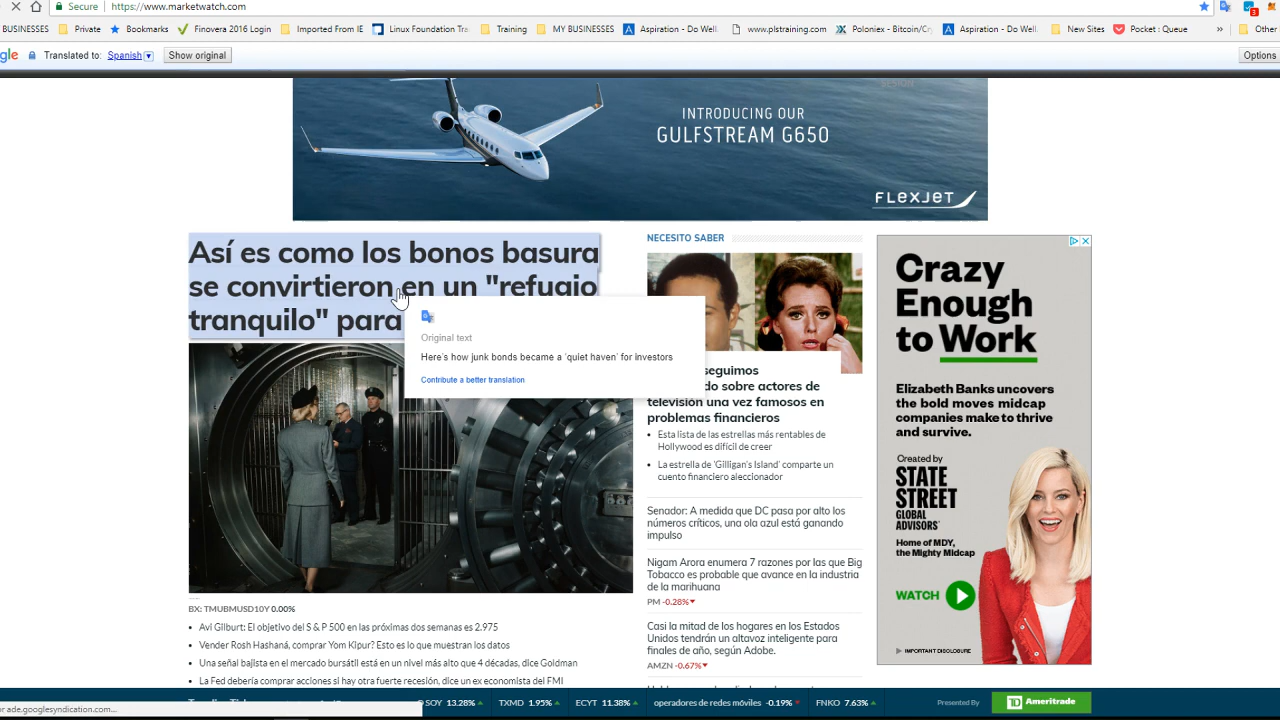 Secure https://www.marketwatch.com
BUSINESSES Private Bookmarks Finovera 2016 Login Imported From IE Linux Foundation Tra Training MY BUSINESSES Aspiration - Do Well. www.plstraining.com Poloniex - Bitcoin/Cr Aspiration - Do Well. New Sites Pocket : Queue » Other
gle Translated to: Spanish Show original Options
INTRODUCING OUR
GULFSTREAM G650
FLEXJET
Así es como los bonos basura
se convirtieron en un "refugio
tranquilo" para
Original text
Here's how junk bonds became a 'quiet haven' for investors
Contribute a better translation
BX: TMUBMUSD10Y 0.00%
• Avi Gilburt: El objetivo del S & P 500 en las próximas dos semanas es 2.975
• Vender Rosh Hashaná, comprar Yom Kipur? Esto es lo que muestran los datos
• Una señal bajista en el mercado bursátil está en un nivel más alto que 4 décadas, dice Goldman
• La Fed debería comprar acciones si hay otra fuerte recesión, dice un ex economista del FMI
NECESITO SABER
seguimos
do sobre actores de
televisión una vez famosos en
problemas financieros
• Esta lista de las estrellas más rentables de
Hollywood es difícil de creer
• La estrella de 'Gilligan's Island' comparte un
cuento financiero aleccionador
Senador: A medida que DC pasa por alto los
números críticos, una ola azul está ganando
impulso
Nigam Arora enumera 7 razones por las que Big
Tobacco es probable que avance en la industria
de la marihuana
PM -0.28%
Casi la mitad de los hogares en los Estados
Unidos tendrán un altavoz inteligente para
finales de año, según Adobe.
AMZN -0.67%
Crazy
Enough
to Work
Elizabeth Banks uncovers
the bold moves midcap
companies make to thrive
and survive.
Created by
STATE
STREET
GLOBAL
ADVISORS
Home of MDY,
the Mighty Midcap
WATCH
IMPORTANT DISCLOSURE
SOY 13.28% TXMD 1.95% ECYT 11.38% operadores de redes móviles -0.19% FNKO 7.63% Presented By TD Ameritrade
or ade.googlesyndication.com...